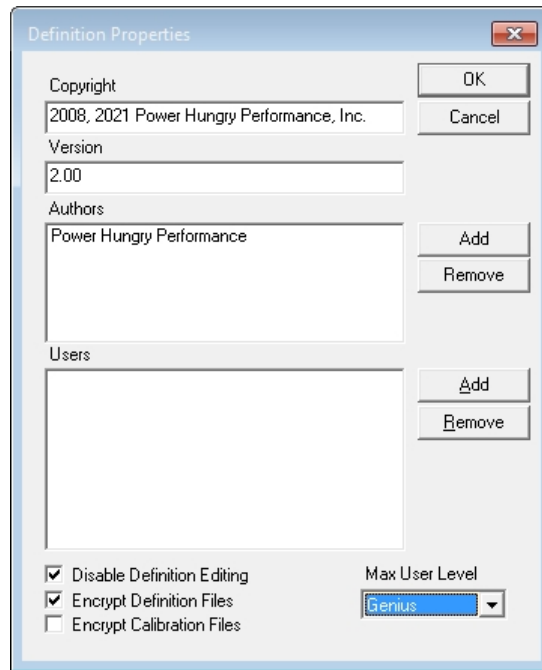 Definition Properties
Copyright
OK
2008, 2021 Power Hungry Performance, Inc.
Cancel
Version
2.00
Authors
Power Hungry Performance
Add
Remove
Users
Add
Remove
Disable Definition Editing
Max User Level
Encrypt Definition Files
Genius
Encrypt Calibration Files